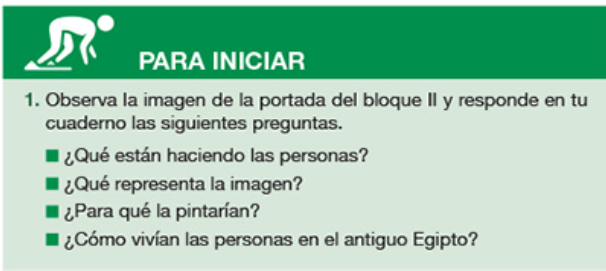 PARA INICIAR
1. Observa la imagen de la portada del bloque II y responde en tu
cuaderno las siguientes preguntas.
■ ¿Qué están haciendo las personas?
■ ¿Qué representa la imagen?
■ ¿Para qué la pintarían?
■ ¿Cómo vivían las personas en el antiguo Egipto?